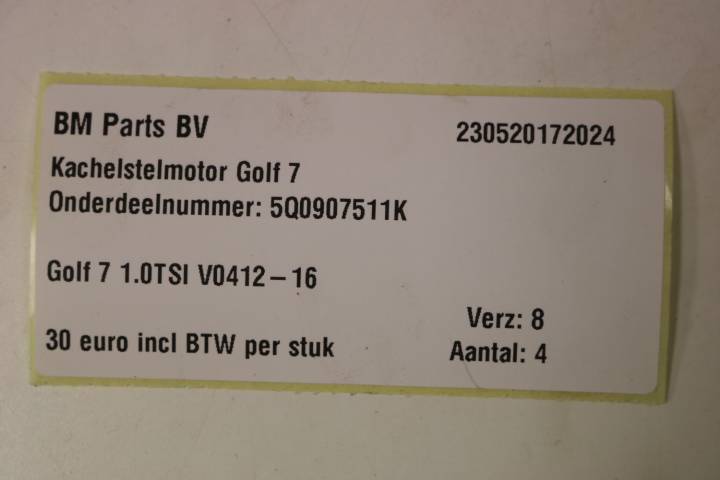 BM Parts BV 230520172024
Kachelstelmotor Golf 7
Onderdeelnummer: 5Q0907511K
Golf 7 1.0TSI V0412-16
Verz: 8
30 euro incl BTW per stuk Aantal: 4